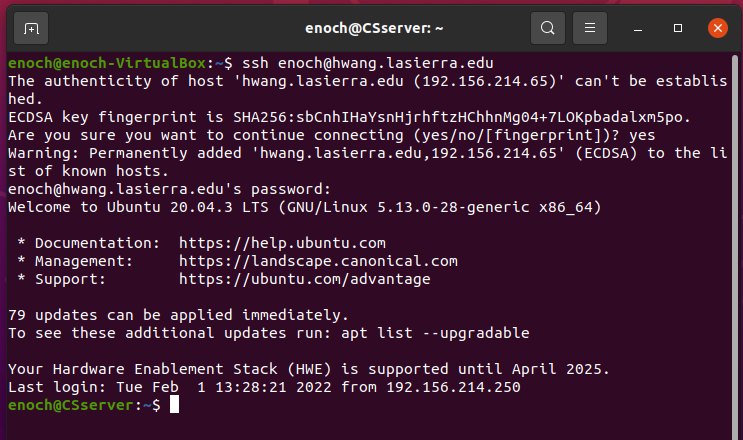 enoch@CSserver: ~
enoch@enoch-VirtualBox:~$ ssh enoch@hwang.lasierra.edu
The authenticity of host 'hwang.lasierra.edu (192.156.214.65)' can't be establis
hed.
ECDSA key fingerprint is SHA256:sbCnhIHaYsnHjrhftzHChhnMg04+7LOKpbadalxm5po.
Are you sure you want to continue connecting (yes/no/[fingerprint])? yes
Warning: Permanently added 'hwang.lasierra.edu,192.156.214.65' (ECDSA) to the li
st of known hosts.
enoch@hwang.lasierra.edu's password:
Welcome to Ubuntu 20.04.3 LTS (GNU/Linux 5.13.0-28-generic x86_64)
* Documentation:  https://help.ubuntu.com
* Management:     https://landscape.canonical.com
* Support:        https://ubuntu.com/advantage
79 updates can be applied immediately.
To see these additional updates run: apt list --upgradable
Your Hardware Enablement Stack (HWE) is supported until April 2025.
Last login: Tue Feb  1 13:28:21 2022 from 192.156.214.250
enoch@CSserver:~$